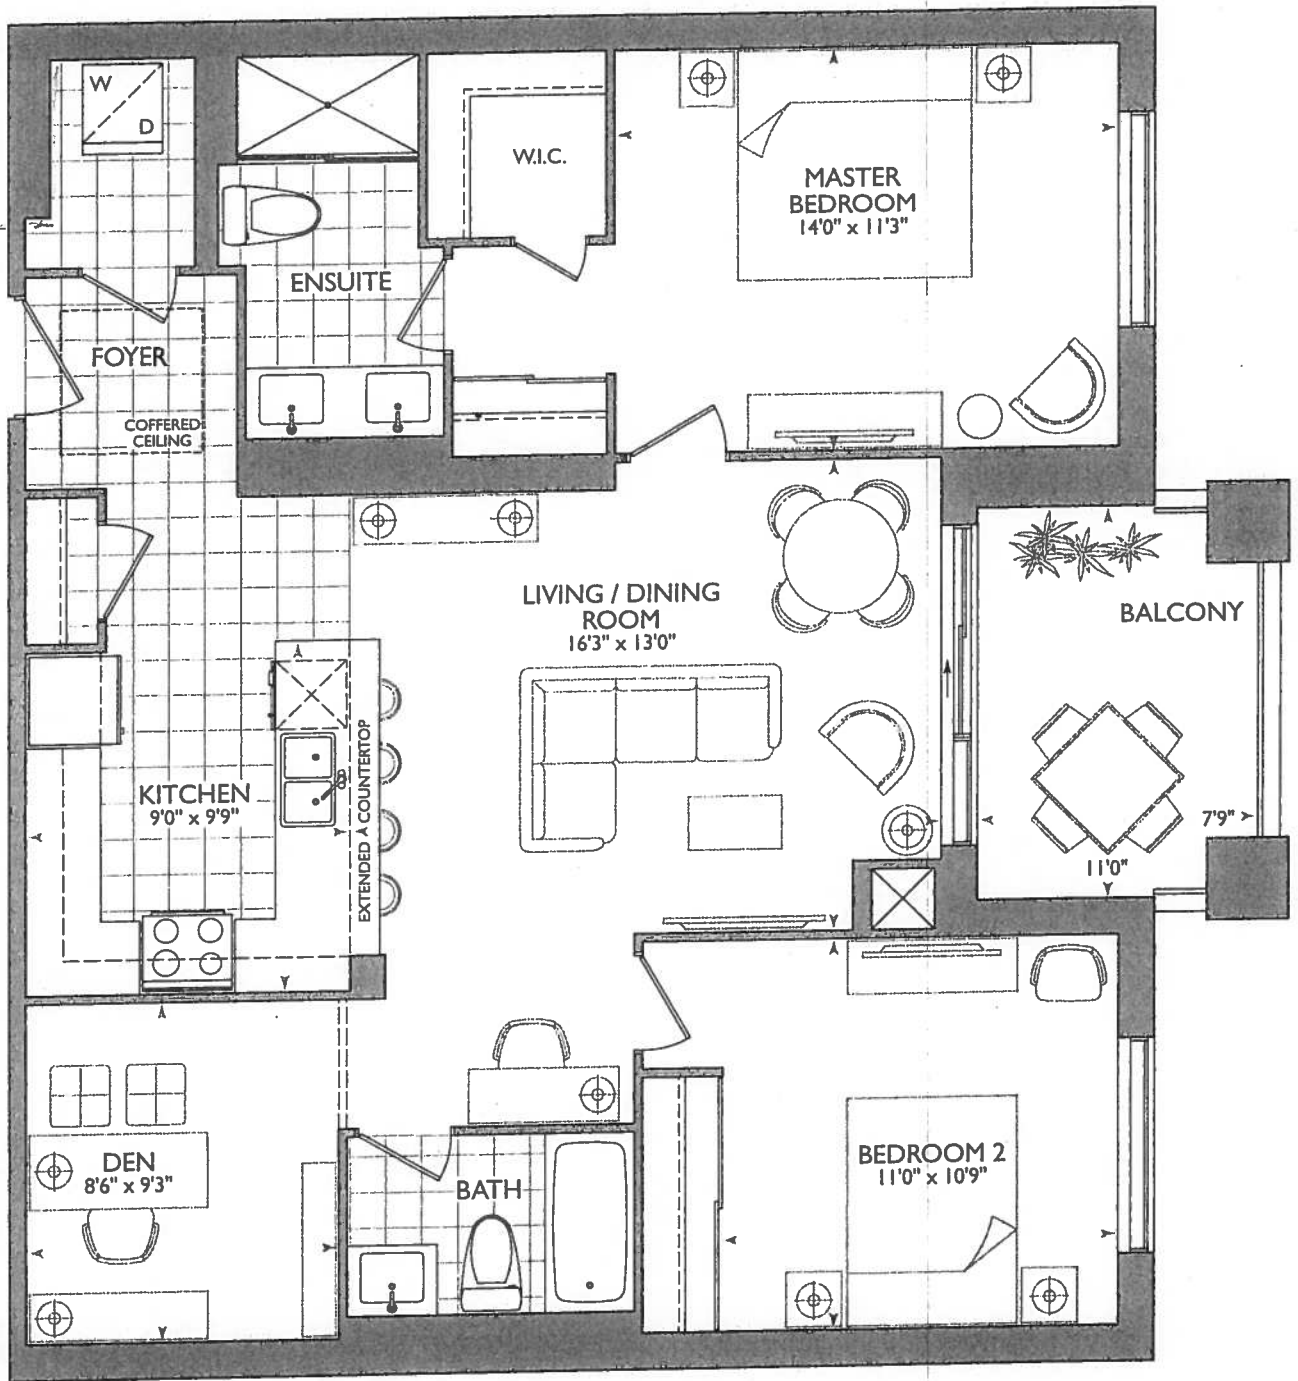 W
D
W.I.C.
MASTER
BEDROOM
14'0" x 11'3"
ENSUITE
FOYER
COFFERED
CEILING
LIVING / DINING
ROOM
16'3" x 13'0"
BALCONY
7'9"
11'0"
KITCHEN
9'0" x 9'9"
EXTENDED COUNTERTOP
DEN
8'6" x 9'3"
BATH
BEDROOM 2
11'0" x 10'9"